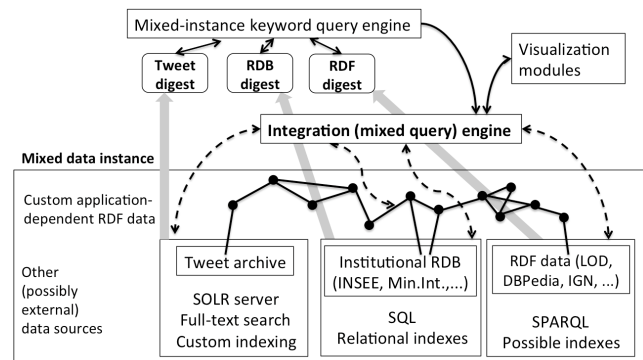 Mixed-instance keyword query engine
Tweet
digest
RDB
digest
RDF
digest
Visualization
modules
Integration (mixed query) engine
Mixed data instance
Custom application-
dependent RDF data
Other
(possibly
external)
data sources
Tweet archive
SOLR server
Full-text search
Custom indexing
Institutional RDB
(INSEE, Min.Int.,...)
SQL
Relational indexes
RDF data (LOD,
DBPedia, IGN, ...)
SPARQL
Possible indexes